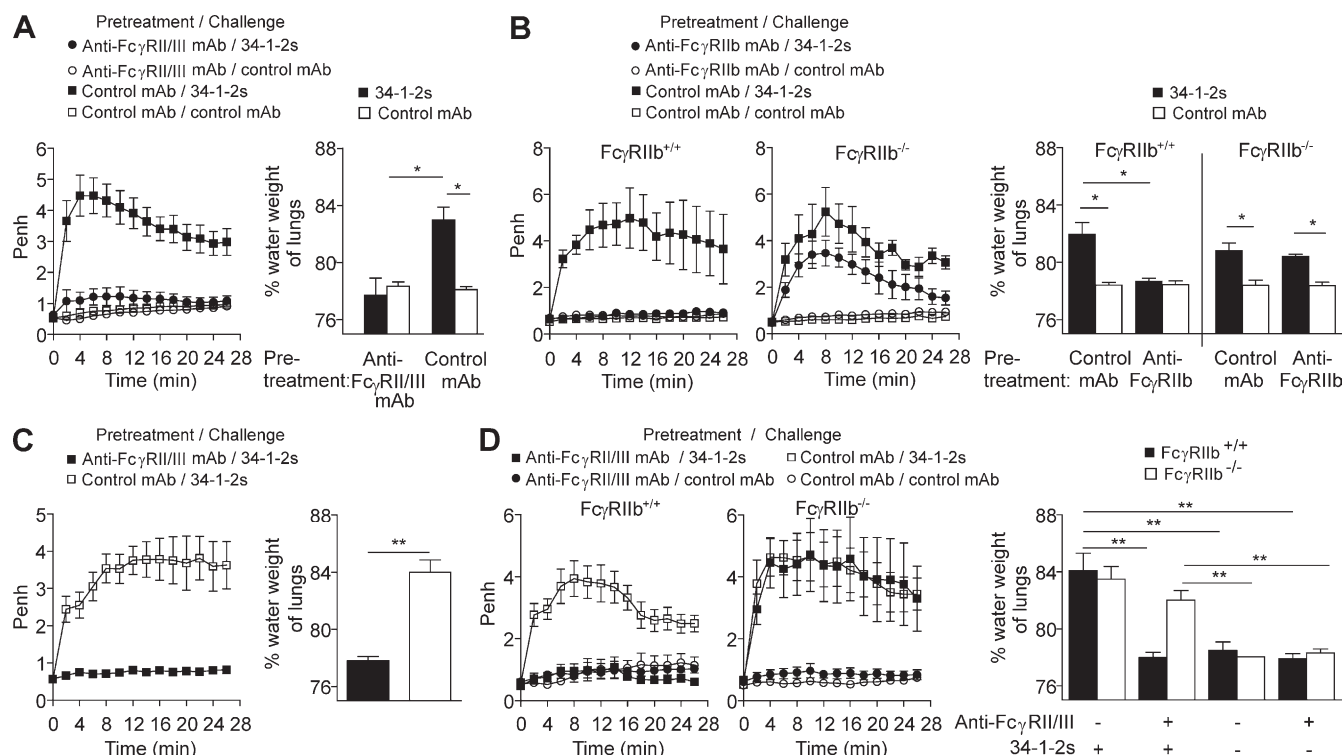 A
Pretreatment / Challenge
Anti-FcγRII/III mAb / 34-1-2s
Anti-FcγRII/III mAb / control mAb
Control mAb / 34-1-2s
Control mAb / control mAb
34-1-2s
Control mAb
6
5
4
3
2
1
0
Penh
0 4 8 12 16 20 24 28
Time (min)
88
84
80
76
% water weight
of lungs
*
*
Pre-
treatment:
Anti-
FcγRII/III
mAb
Control
mAb
B
Pretreatment / Challenge
Anti-FcγRIIb mAb / 34-1-2s
Anti-FcγRIIb mAb / control mAb
Control mAb / 34-1-2s
Control mAb / control mAb
34-1-2s
Control mAb
FcγRIIb+/+
8
6
4
2
0
Penh
0 4 8 12 16 20 24 28
Time (min)
FcγRIIb-/-
8
6
4
2
0
0 4 8 12 16 20 24 28
Time (min)
88
84
80
76
% water weight
of lungs
FcγRIIb+/+
FcγRIIb-/-
*
*
*
*
Pre-
treatment:
Control
mAb
Anti-
FcγRIIb
Control
mAb
Anti-
FcγRIIb
C
Pretreatment / Challenge
Anti-FcγRII/III mAb / 34-1-2s
Control mAb / 34-1-2s
5
4
3
2
1
0
Penh
0 4 8 12 16 20 24 28
Time (min)
88
84
80
76
% water weight
of lungs
**
D
Pretreatment / Challenge
Anti-FcγRII/III mAb / 34-1-2s
Control mAb / 34-1-2s
Anti-FcγRII/III mAb / control mAb
Control mAb / control mAb
FcγRIIb+/+
FcγRIIb-/-
FcγRIIb+/+
6
4
2
0
Penh
0 4 8 12 16 20 24 28
Time (min)
FcγRIIb-/-
6
4
2
0
0 4 8 12 16 20 24 28
Time (min)
88
84
80
76
% water weight
of lungs
**
**
**
**
**
Anti-FcγRII/III - + - +
34-1-2s + + - -